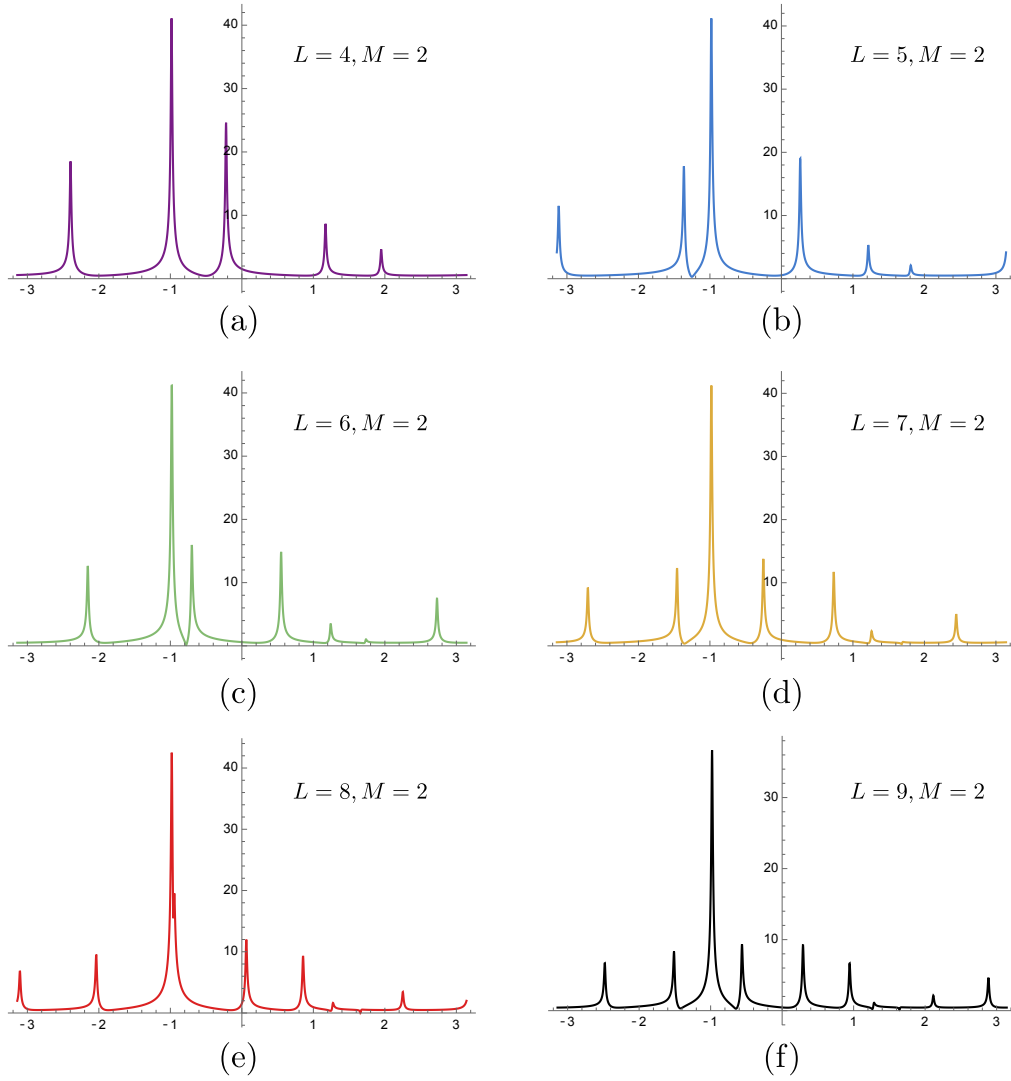 40
30
20
10
-3 -2 -1 1 2 3
L = 4, M = 2
(a)
40
30
20
10
-3 -2 -1 1 2 3
L = 5, M = 2
(b)
40
30
20
10
-3 -2 -1 1 2 3
L = 6, M = 2
(c)
40
30
20
10
-3 -2 -1 1 2 3
L = 7, M = 2
(d)
40
30
20
10
-3 -2 -1 1 2 3
L = 8, M = 2
(e)
30
20
10
-3 -2 -1 1 2 3
L = 9, M = 2
(f)